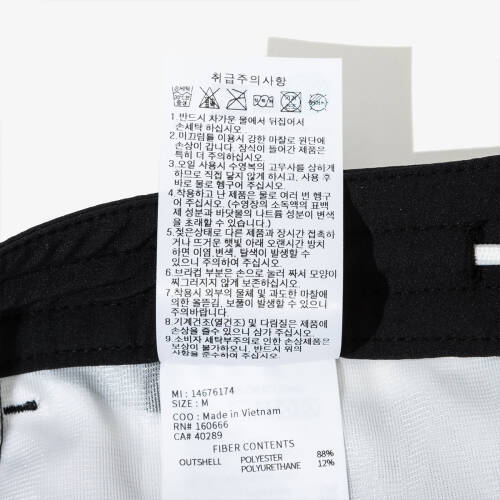 취급주의사항
1.반드시 차가운 물에서 뒤집어서
손세탁 하십시오.
2.미끄럼틀 이용시 강한 마찰로 원단에
손상이 갑니다. 장식이 들어간 제품은
특히 더 주의하십시오.
3.오일 사용시 수영복의 고무사를 상하게
하므로 직접 닿지 않게 하시고, 사용 후
바로 물로 헹구어 주십시오.
4.착용하고 난 제품은 물로 여러 번 헹구
어 주십시오. (수영장의 소독액의 표백
제 성분과 바닷물의 나트륨 성분이 변색
을 초래할 수 있습니다.)
5.젖은상태로 다른 제품과 장시간 접촉하
거나 뜨거운 햇빛 아래 오랜시간 방치
하면 이염, 변색, 탈색이 발생할 수
있으니 주의하여 주십시오.
6.브라컵 부분은 손으로 눌러 짜서 모양이
찌그러지지 않게 보존하십시오.
7.착용시 외부의 물체 및 과도한 마찰에
의한 올뜯김, 보풀이 발생할 수 있으니
주의바랍니다.
8.기계건조(열건조) 및 다림질은 제품에
손상을 줄수 있으니 삼가 주십시오.
9.소비자 세탁부주의로 인한 손상제품은
보상이 불가하오니, 반드시 위의
사항을 준수하여 주십시오.
MI : 14676174
SIZE : M
COO : Made in Vietnam
RN# 160666
CA# 40289
FIBER CONTENTS
OUTSHELL POLYESTER 88%
POLYURETHANE 12%